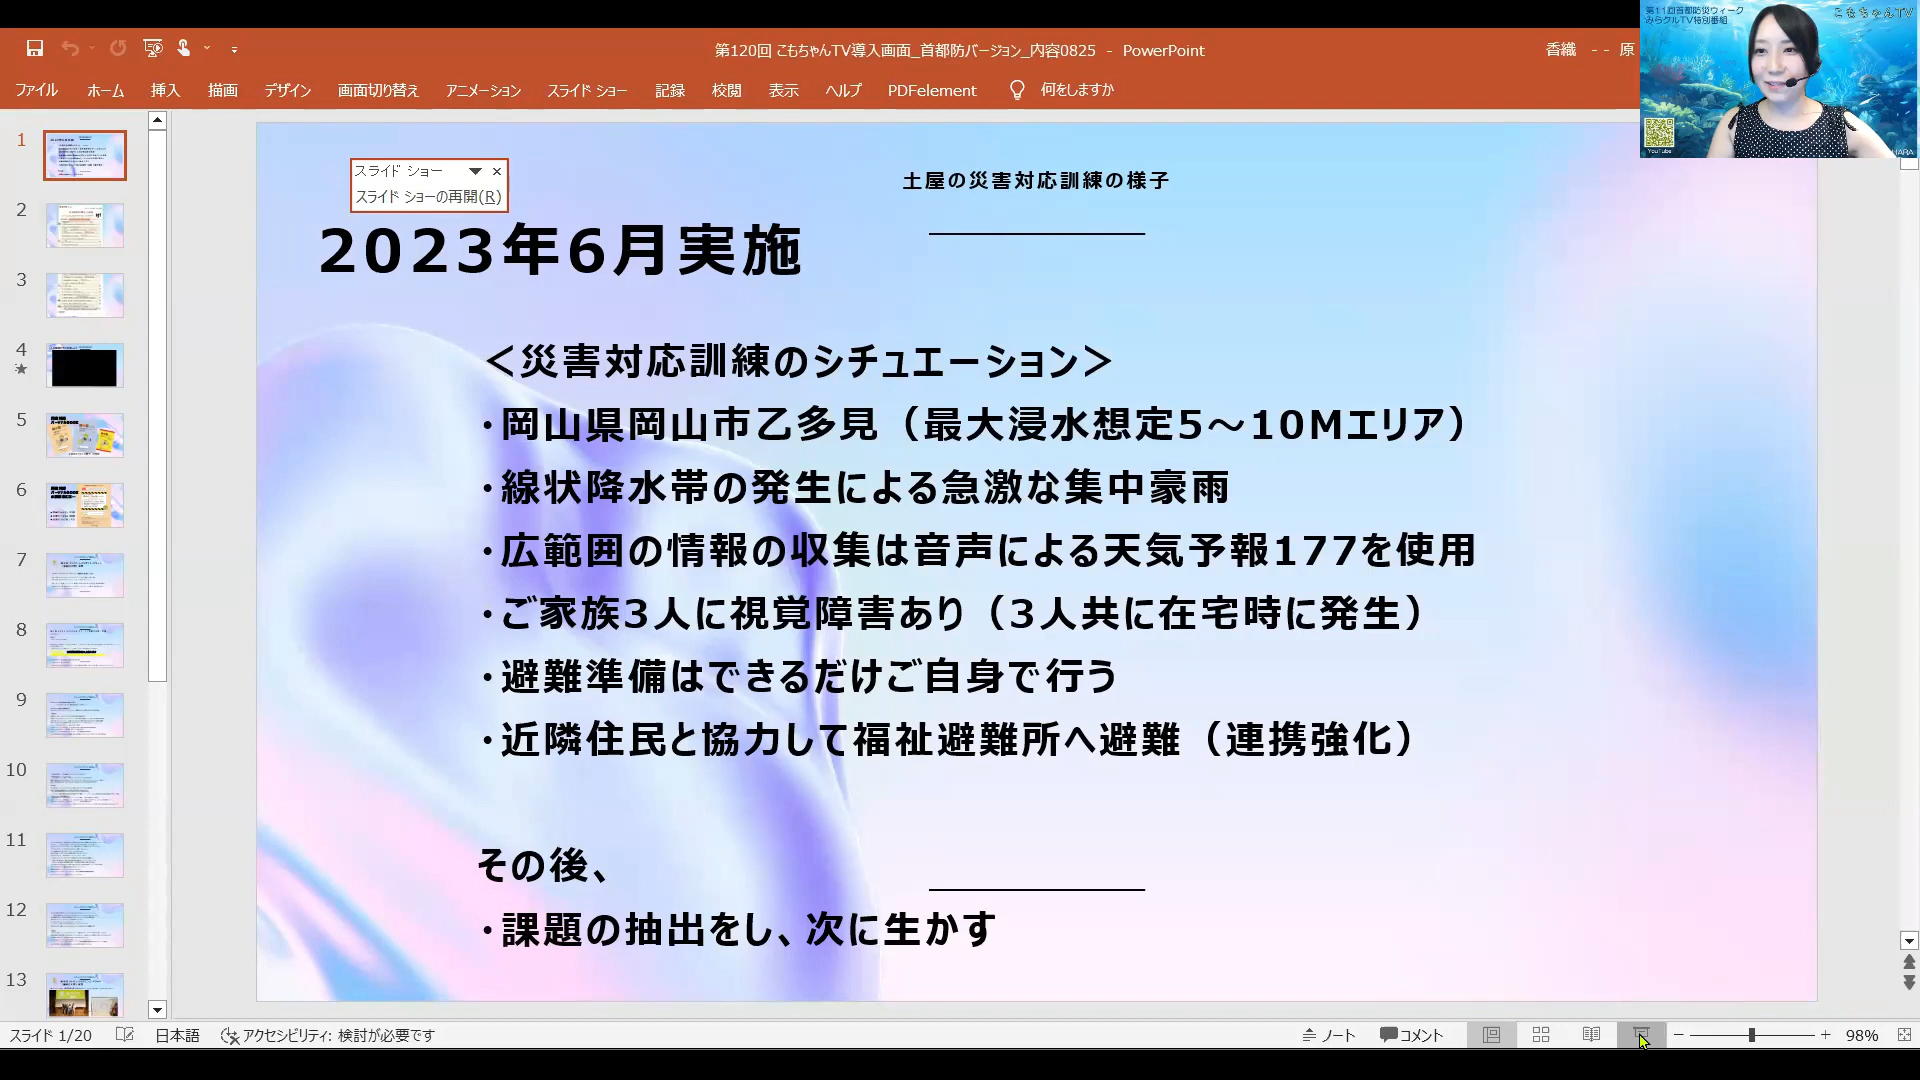 第11回首都防災ウィーク
みらクルTV特別番組
こもちゃんTV
YouTube
HARA
第120回 こもちゃんTV導入画面_首都防バージョン_内容0825 - PowerPoint
香織 - - 原
ファイル ホーム 挿入 描画 デザイン 画面切り替え アニメーション スライド ショー 記録 校閲 表示 ヘルプ PDFelement 何をしますか
スライド ショー
スライド ショーの再開(R)
土屋の災害対応訓練の様子
2023年6月実施
＜災害対応訓練のシチュエーション＞
・岡山県岡山市乙多見（最大浸水想定5～10Mエリア）
・線状降水帯の発生による急激な集中豪雨
・広範囲の情報の収集は音声による天気予報177を使用
・ご家族3人に視覚障害あり（3人共に在宅時に発生）
・避難準備はできるだけご自身で行う
・近隣住民と協力して福祉避難所へ避難（連携強化）
その後、
・課題の抽出をし、次に生かす
1
2
3
4
5
6
7
8
9
10
11
12
13
スライド 1/20 日本語 アクセシビリティ: 検討が必要です ノート コメント 98%